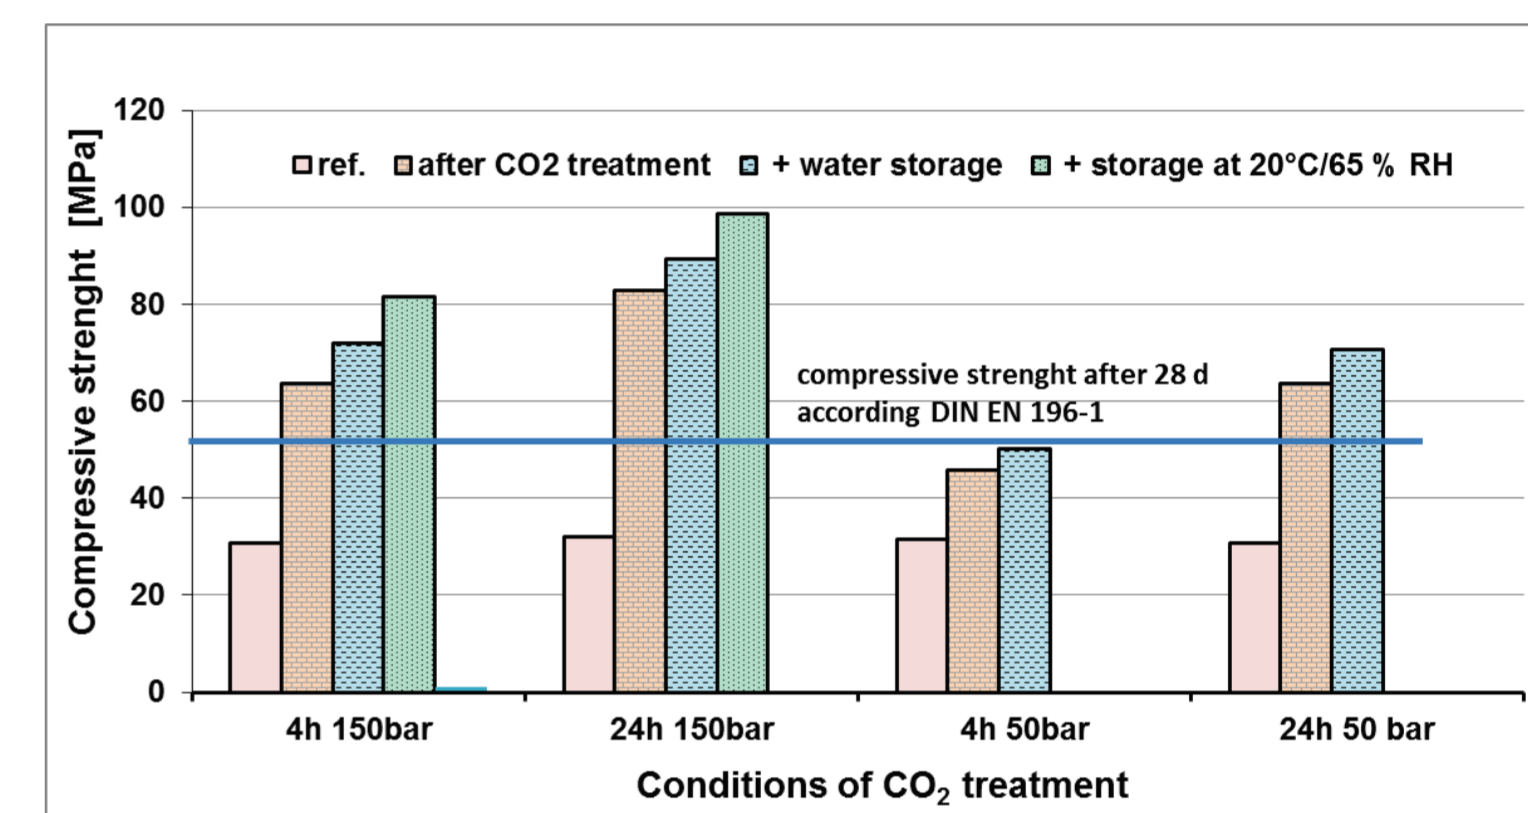 Compressive strenght [MPa]
120
100
80
60
40
20
0
ref. after CO2 treatment + water storage + storage at 20°C/65 % RH
compressive strenght after 28 d
according DIN EN 196-1
4h 150bar 24h 150bar 4h 50bar 24h 50 bar
Conditions of CO₂ treatment